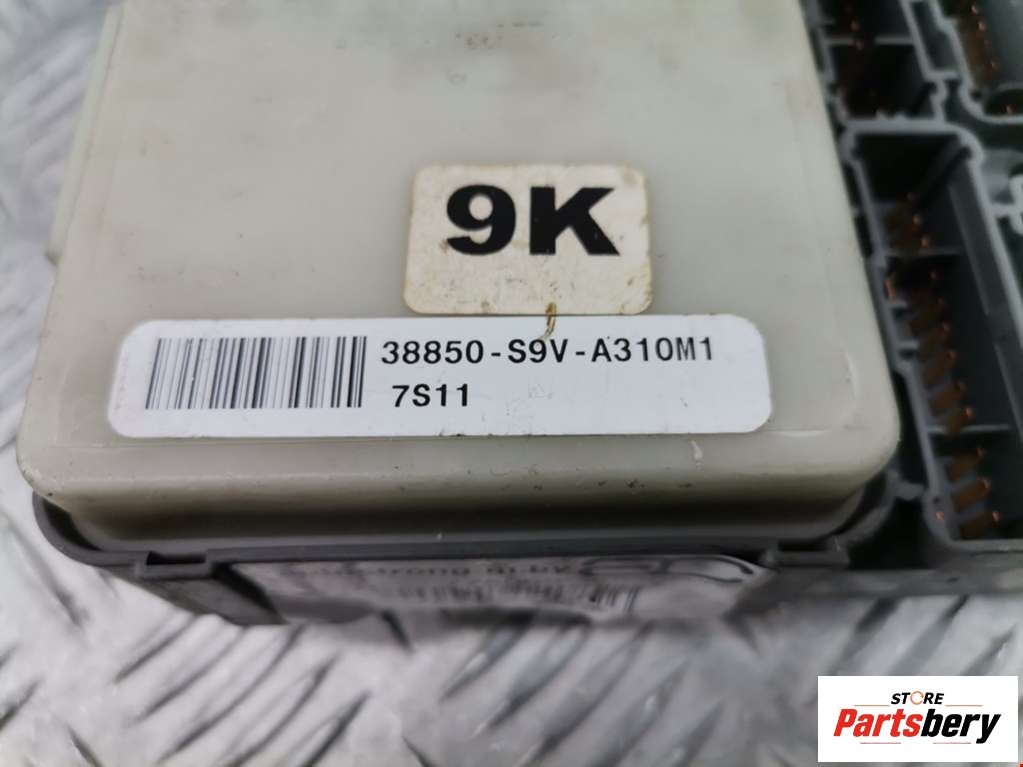 9K
38850-S9V-A310M1
7S11
STORE
Partsbery